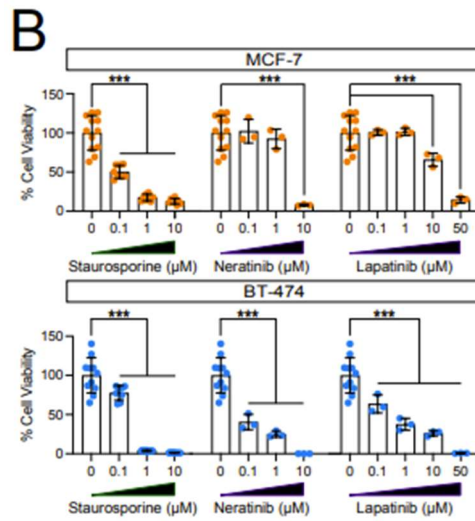 B
MCF-7
*** *** ***
% Cell Viability
150
100
50
0
0 0.1 1 10 0 0.1 1 10 0 0.1 1 10 50
Staurosporine (µM) Neratinib (µM) Lapatinib (µM)
BT-474
*** *** ***
% Cell Viability
150
100
50
0
0 0.1 1 10 0 0.1 1 10 0 0.1 1 10 50
Staurosporine (µM) Neratinib (µM) Lapatinib (µM)